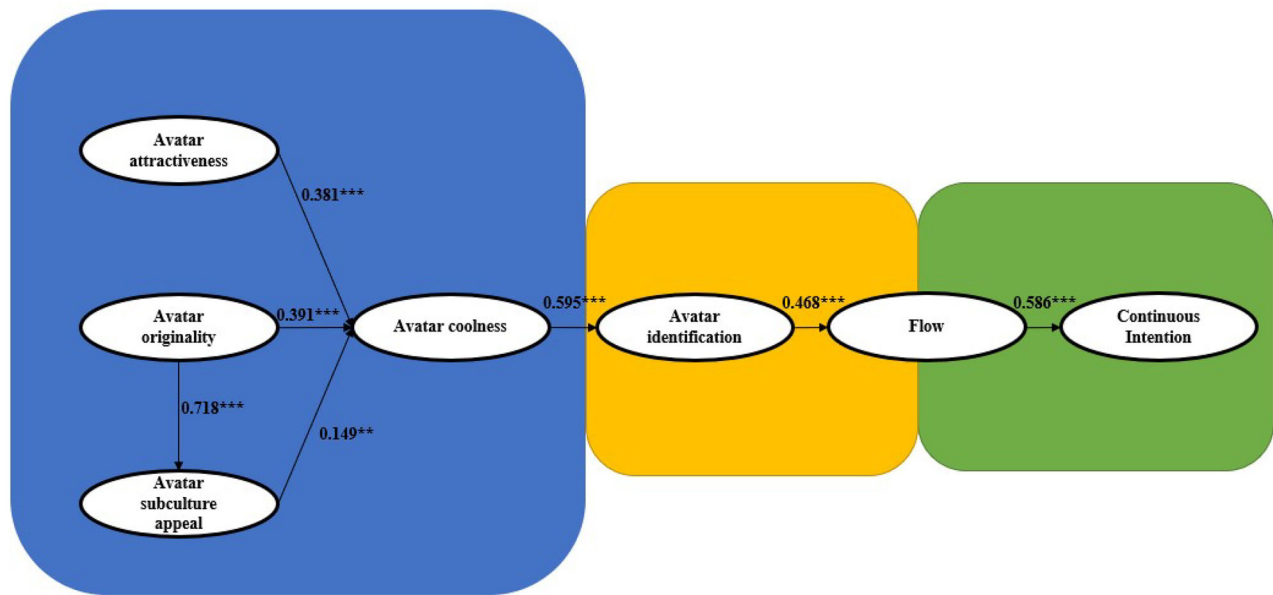 Avatar
attractiveness
0.381***
Avatar
originality
0.391***
Avatar coolness
0.595***
Avatar
identification
0.468***
Flow
0.586***
Continuous
Intention
0.718***
0.149**
Avatar
subculture
appeal